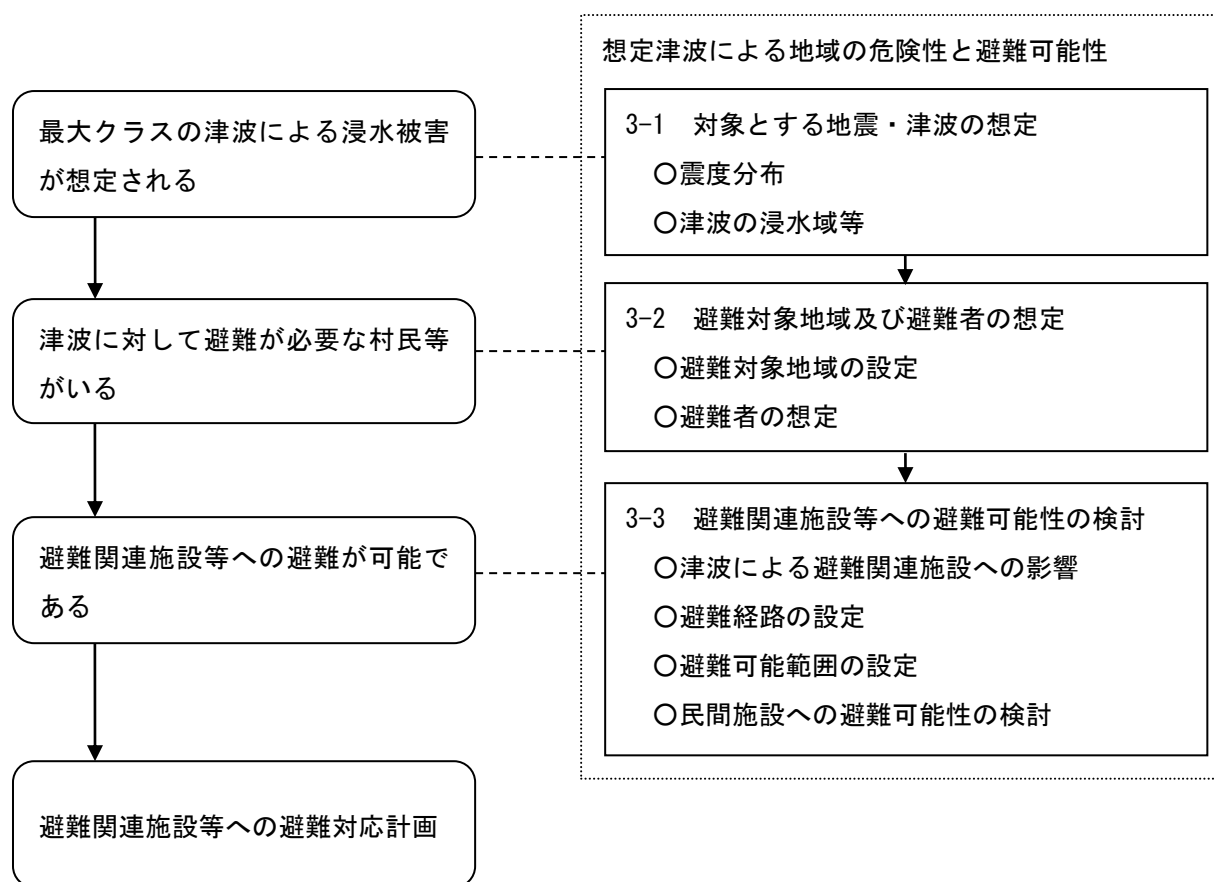 想定津波による地域の危険性と避難可能性
最大クラスの津波による浸水被害
が想定される
3-1 対象とする地震・津波の想定
○震度分布
○津波の浸水域等
津波に対して避難が必要な村民等
がいる
3-2 避難対象地域及び避難者の想定
○避難対象地域の設定
○避難者の想定
避難関連施設等への避難が可能で
ある
3-3 避難関連施設等への避難可能性の検討
○津波による避難関連施設への影響
○避難経路の設定
○避難可能範囲の設定
○民間施設への避難可能性の検討
避難関連施設等への避難対応計画